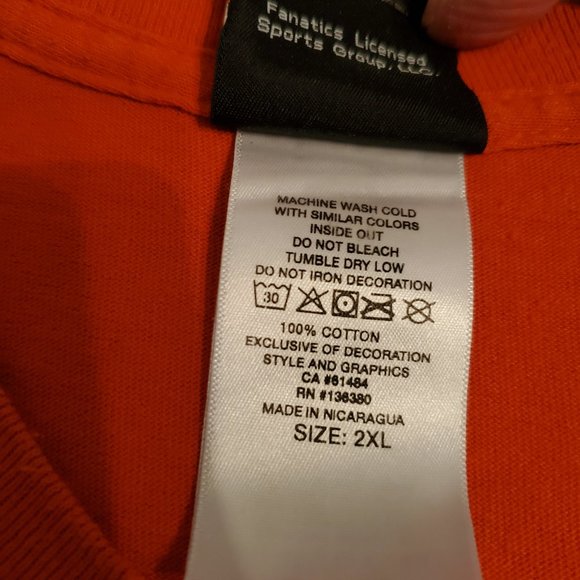 Fanatics Licensed
Sports Group, LLC.
MACHINE WASH COLD
WITH SIMILAR COLORS
INSIDE OUT
DO NOT BLEACH
TUMBLE DRY LOW
DO NOT IRON DECORATION
30
100% COTTON
EXCLUSIVE OF DECORATION
STYLE AND GRAPHICS
CA #61484
RN #136380
MADE IN NICARAGUA
SIZE: 2XL